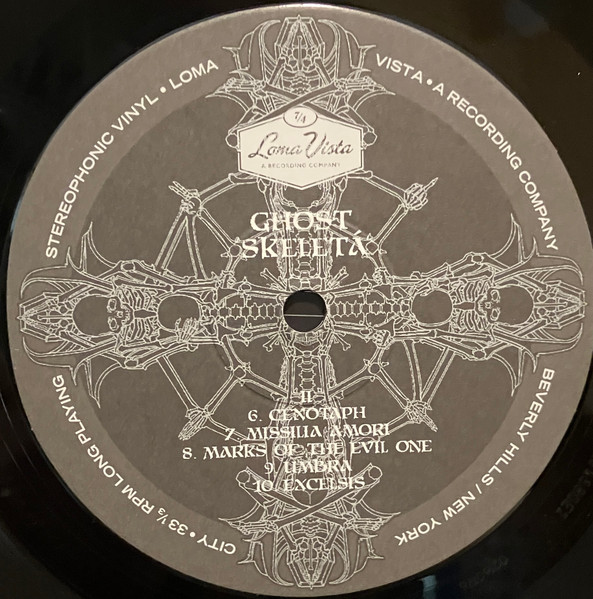 STEREOPHONIC VINYL • LOMA VISTA • A RECORDING COMPANY
BEVERLY HILLS / NEW YORK CITY • 33 ⅓ RPM LONG PLAYING
7/4
Loma Vista
A RECORDING COMPANY
GHOST
SKELETÁ
II
6. CENOTAPH
7. MISSILIA AMORI
8. MARKS OF THE EVIL ONE
9. UMBRA
10. EXCELSIS